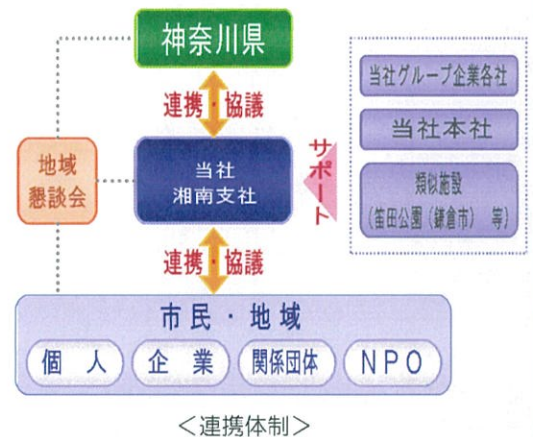 神奈川県
連携・協議
地域
懇談会
当社
湘南支社
サポート
当社グループ企業各社
当社本社
類似施設
(笛田公園(鎌倉市) 等)
連携・協議
市民・地域
個人
企業
関係団体
NPO
＜連携体制＞